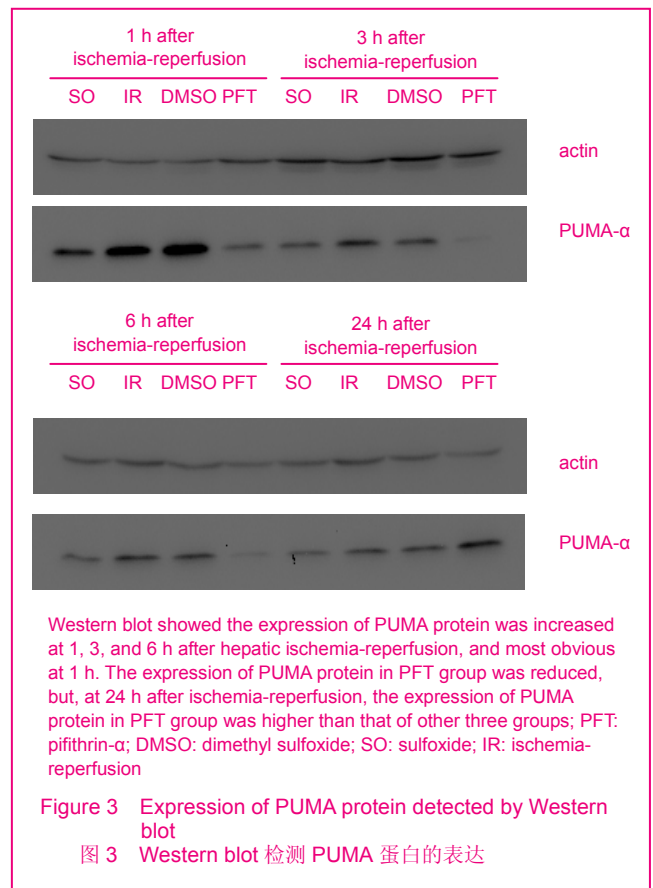 1 h after
ischemia-reperfusion
3 h after
ischemia-reperfusion
SO IR DMSO PFT SO IR DMSO PFT
actin
PUMA-α
6 h after
ischemia-reperfusion
24 h after
ischemia-reperfusion
SO IR DMSO PFT SO IR DMSO PFT
actin
PUMA-α
Western blot showed the expression of PUMA protein was increased
at 1, 3, and 6 h after hepatic ischemia-reperfusion, and most obvious
at 1 h. The expression of PUMA protein in PFT group was reduced,
but, at 24 h after ischemia-reperfusion, the expression of PUMA
protein in PFT group was higher than that of other three groups; PFT:
pifithrin-α; DMSO: dimethyl sulfoxide; SO: sulfoxide; IR: ischemia-
reperfusion
Figure 3 Expression of PUMA protein detected by Western
blot
图 3 Western blot 检测 PUMA 蛋白的表达